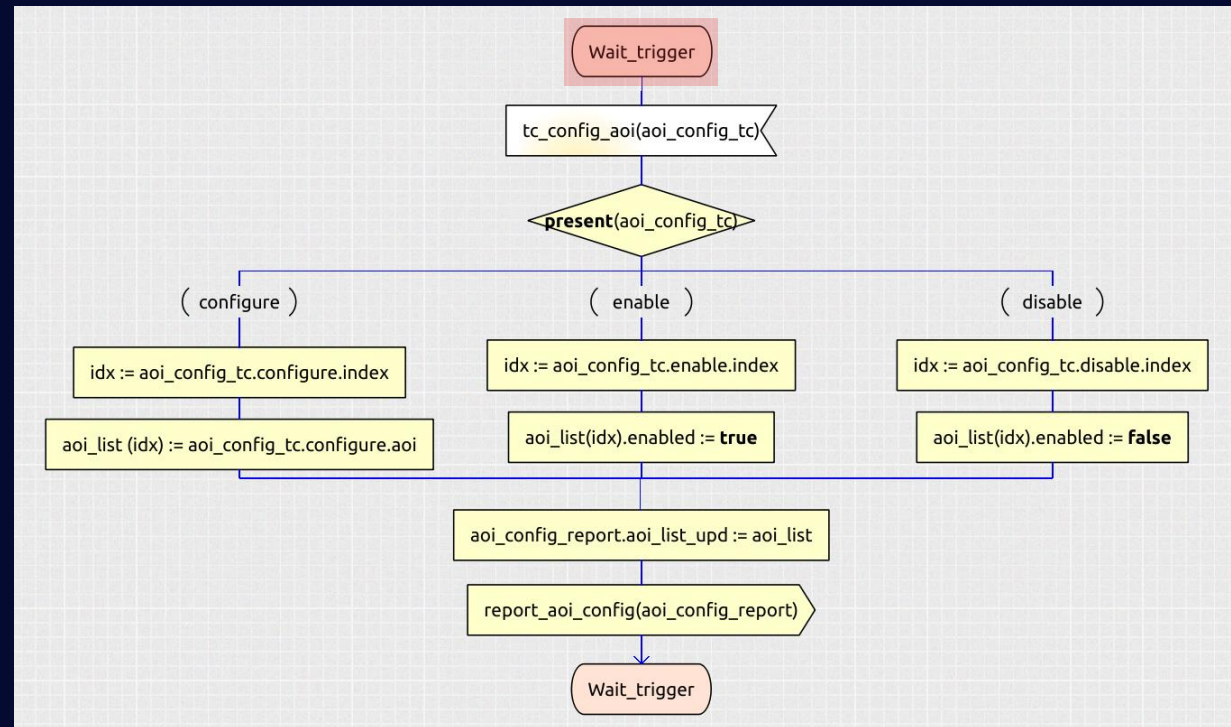 Wait_trigger
tc_config_aoi(aoi_config_tc)
present(aoi_config_tc)
( configure )
( enable )
( disable )
idx := aoi_config_tc.configure.index
idx := aoi_config_tc.enable.index
idx := aoi_config_tc.disable.index
aoi_list (idx) := aoi_config_tc.configure.aoi
aoi_list(idx).enabled := true
aoi_list(idx).enabled := false
aoi_config_report.aoi_list_upd := aoi_list
report_aoi_config(aoi_config_report)
Wait_trigger